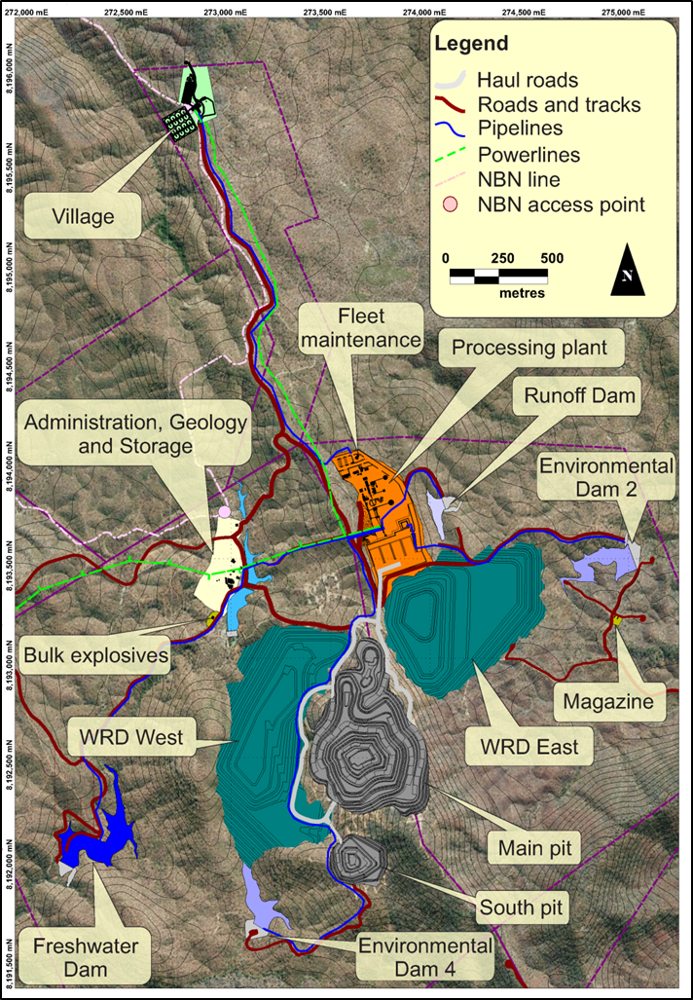 272,000 mE
272,500 mE
273,000 mE
273,500 mE
274,000 mE
274,500 mE
275,000 mE
8,196,000 mN
8,195,500 mN
8,195,000 mN
8,194,500 mN
8,194,000 mN
8,193,500 mN
8,193,000 mN
8,192,500 mN
8,192,000 mN
8,191,500 mN
Legend
Haul roads
Roads and tracks
Pipelines
Powerlines
NBN line
NBN access point
0 250 500
metres
N
Village
Fleet
maintenance
Processing plant
Runoff Dam
Administration, Geology
and Storage
Environmental
Dam 2
Bulk explosives
Magazine
WRD West
WRD East
Main pit
South pit
Freshwater
Dam
Environmental
Dam 4